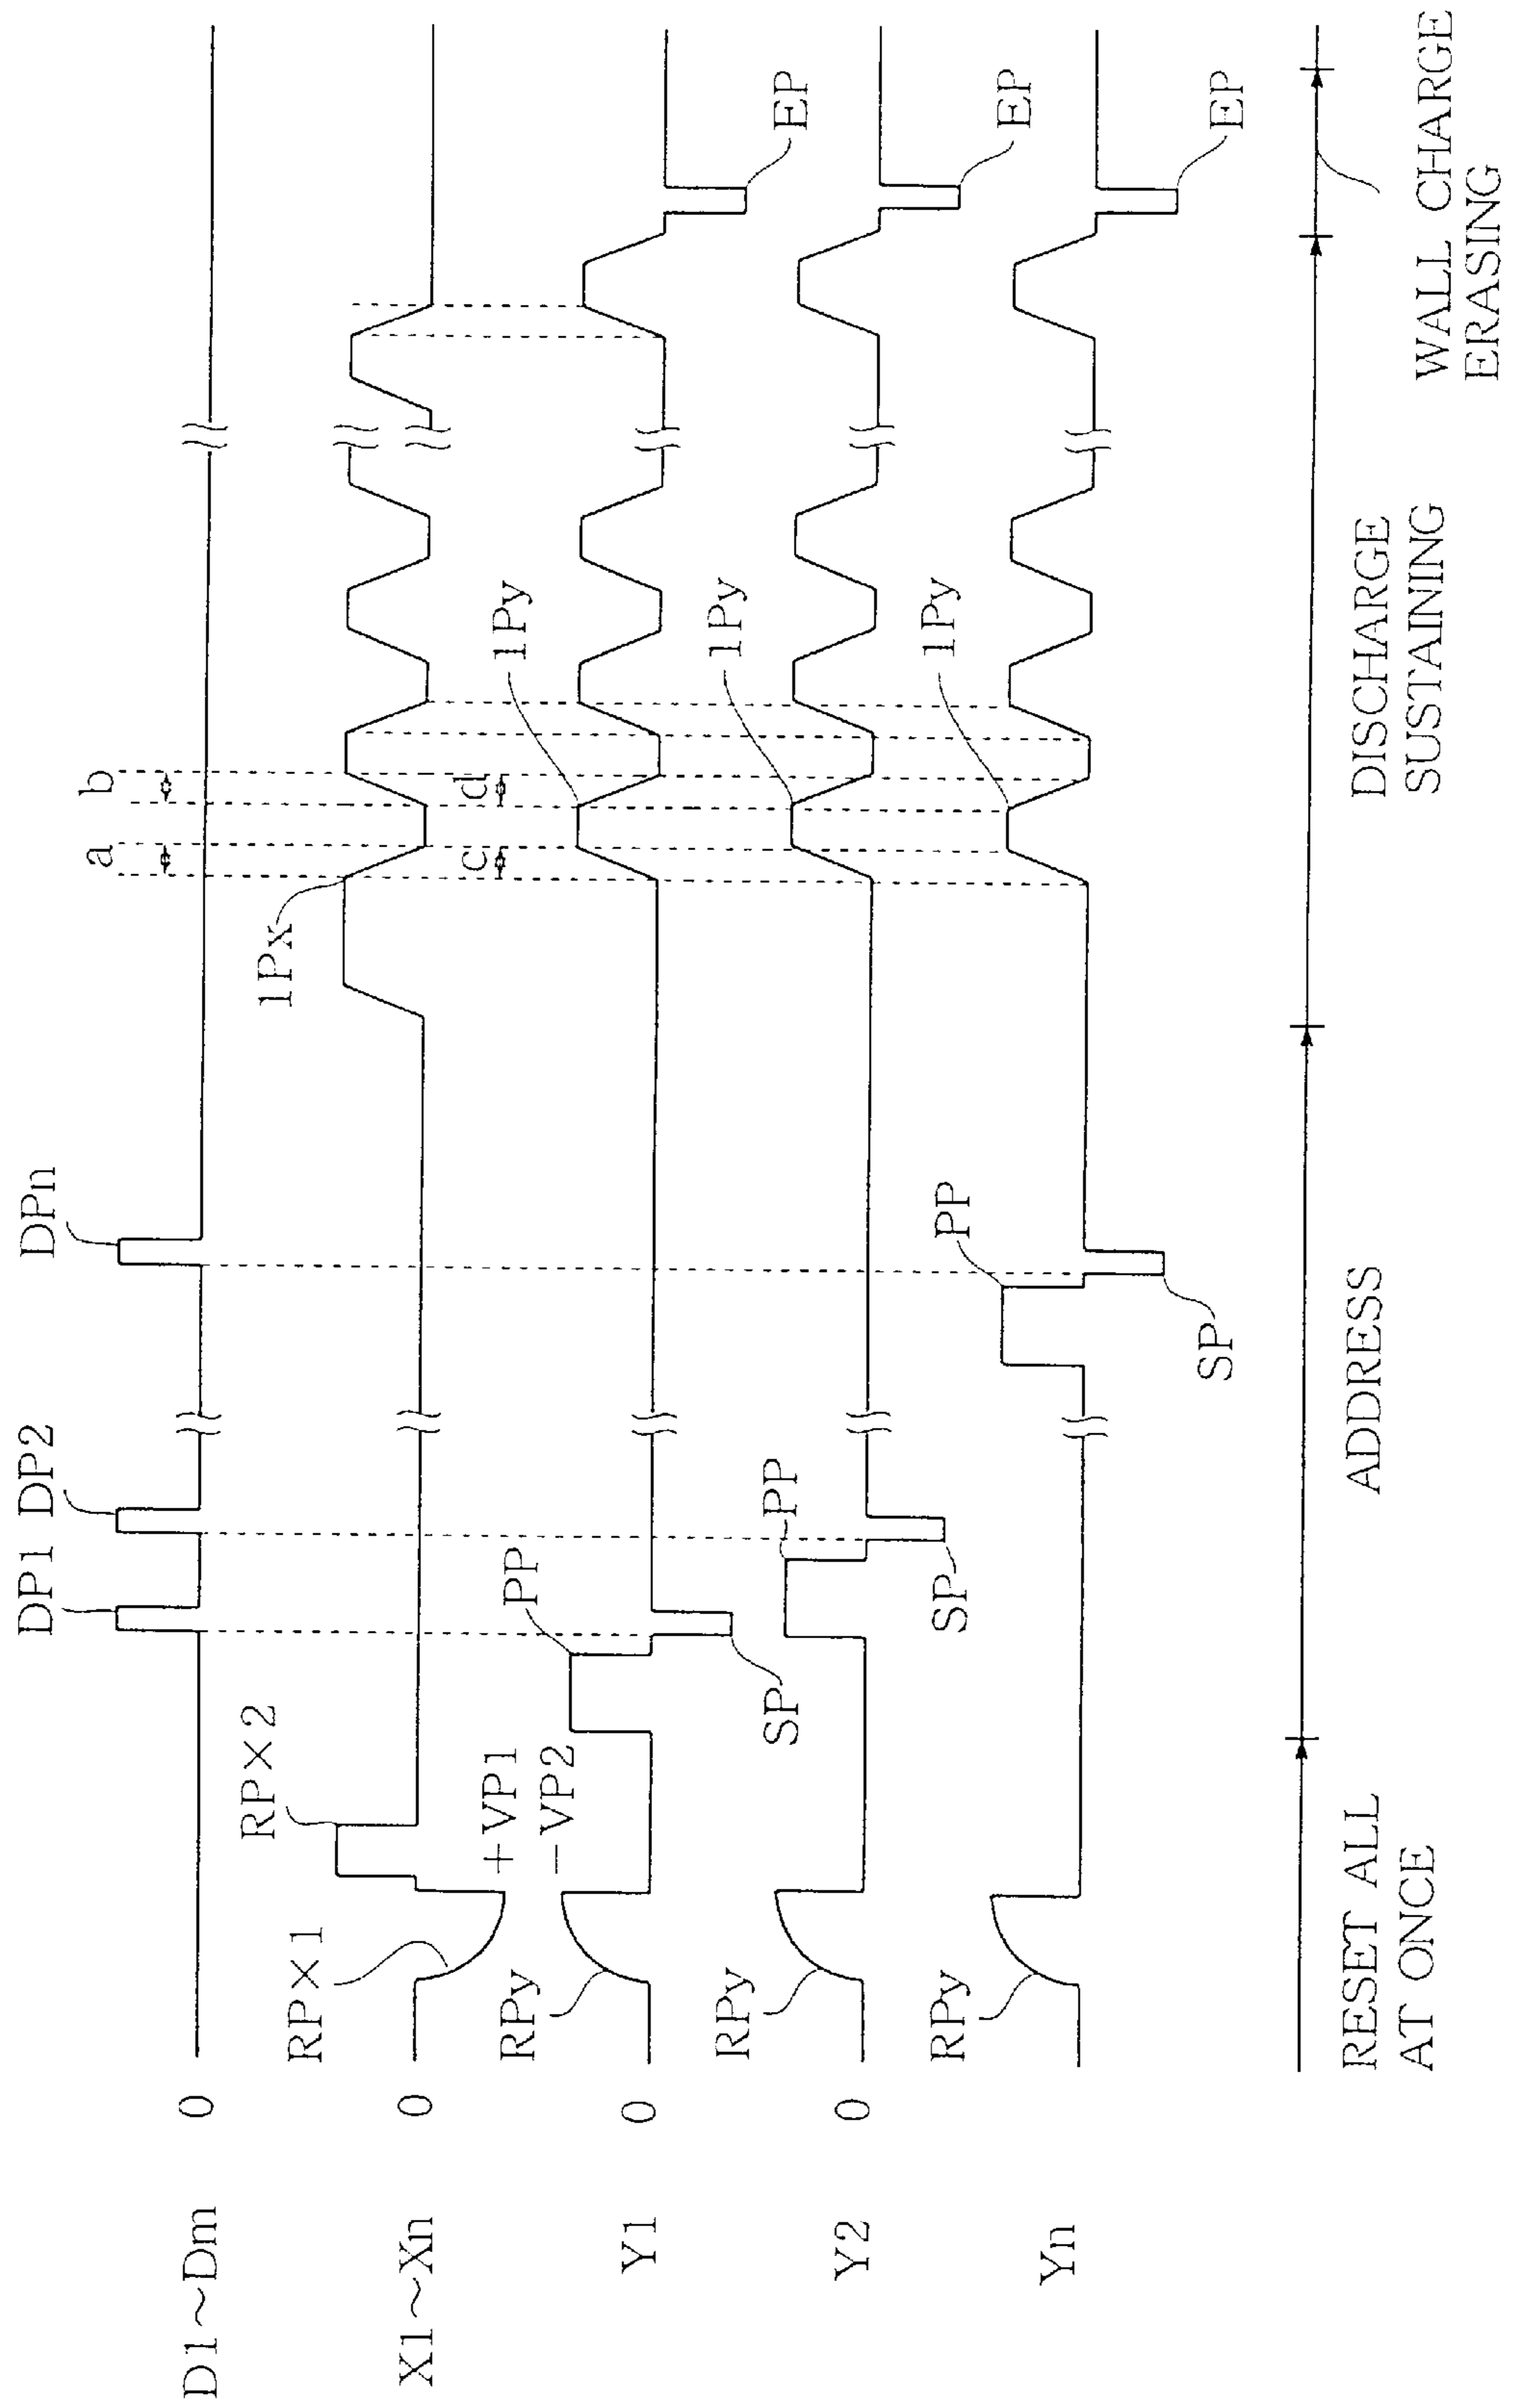 DP1 DP2
DPn
a
b
D1~Dm 0
RP×2
1Px
RP×1
X1~Xn 0
+VP1
c
d
PP
1Py
-VP2
RPy
Y1 0
SP
EP
PP
1Py
RPy
Y2 0
SP
EP
PP
1Py
RPy
Yn
SP
EP
RESET ALL
AT ONCE
ADDRESS
DISCHARGE
SUSTAINING
WALL CHARGE
ERASING